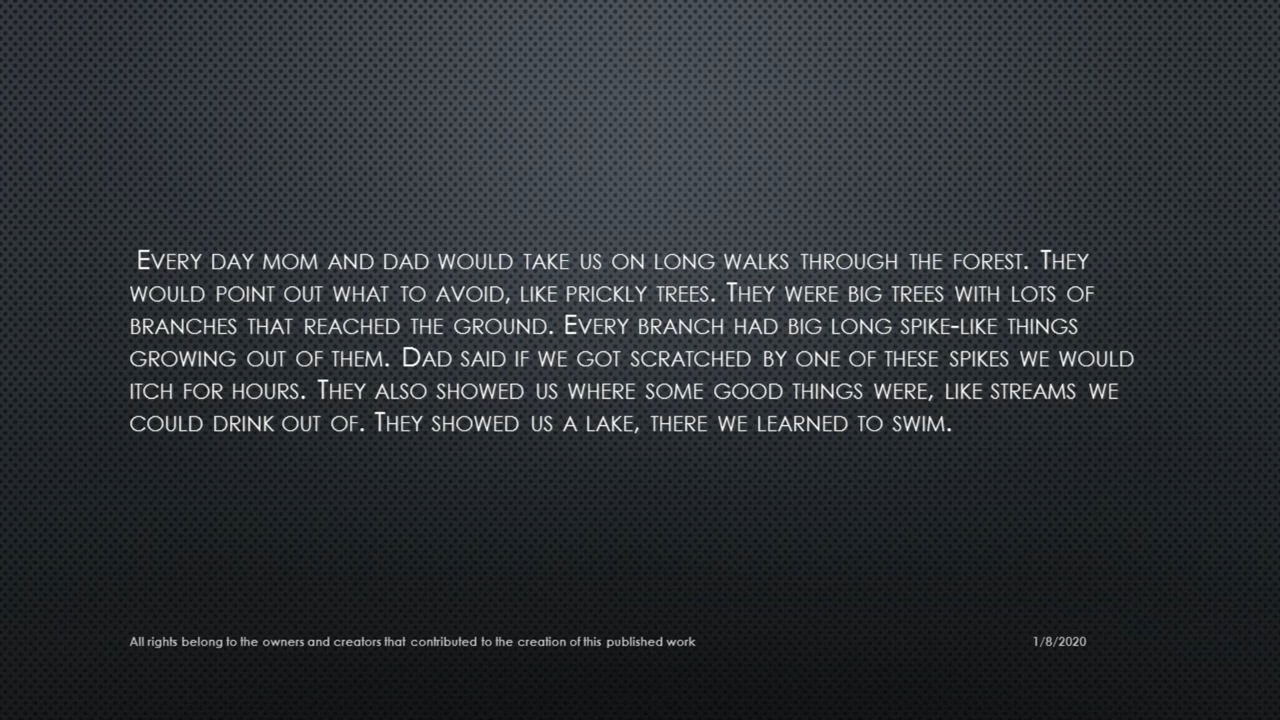 Every day mom and dad would take us on long walks through the forest. They
would point out what to avoid, like prickly trees. They were big trees with lots of
branches that reached the ground. Every branch had big long spike-like things
growing out of them. Dad said if we got scratched by one of these spikes we would
itch for hours. They also showed us where some good things were, like streams we
could drink out of. They showed us a lake, there we learned to swim.
All rights belong to the owners and creators that contributed to the creation of this published work
1/8/2020